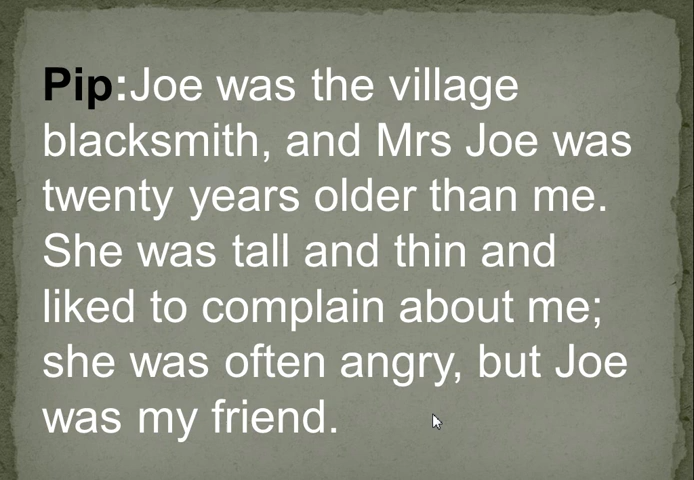 Pip:Joe was the village
blacksmith, and Mrs Joe was
twenty years older than me.
She was tall and thin and
liked to complain about me;
she was often angry, but Joe
was my friend.